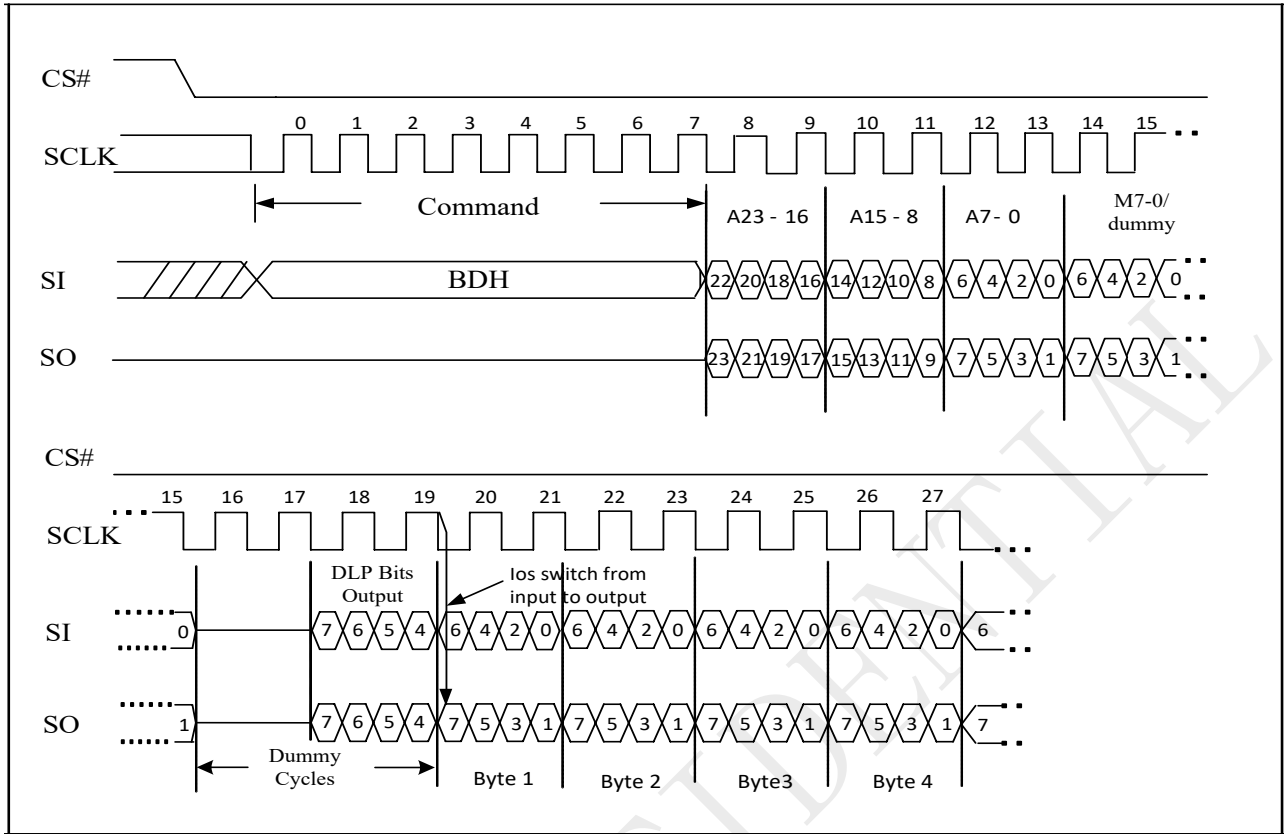 CS#
0 1 2 3 4 5 6 7 8 9 10 11 12 13 14 15
SCLK
Command
A23 - 16 A15 - 8 A7- 0 M7-0/
dummy
SI BDH 22 20 18 16 14 12 10 8 6 4 2 0 6 4 2 0
SO 23 21 19 17 15 13 11 9 7 5 3 1 7 5 3 1
CS#
15 16 17 18 19 20 21 22 23 24 25 26 27
SCLK
DLP Bits
Output
Ios switch from
input to output
SI 0 7 6 5 4 6 4 2 0 6 4 2 0 6 4 2 0 6 4 2 0 6
SO 1 7 6 5 4 7 5 3 1 7 5 3 1 7 5 3 1 7 5 3 1 7
Dummy
Cycles
Byte 1 Byte 2 Byte3 Byte 4